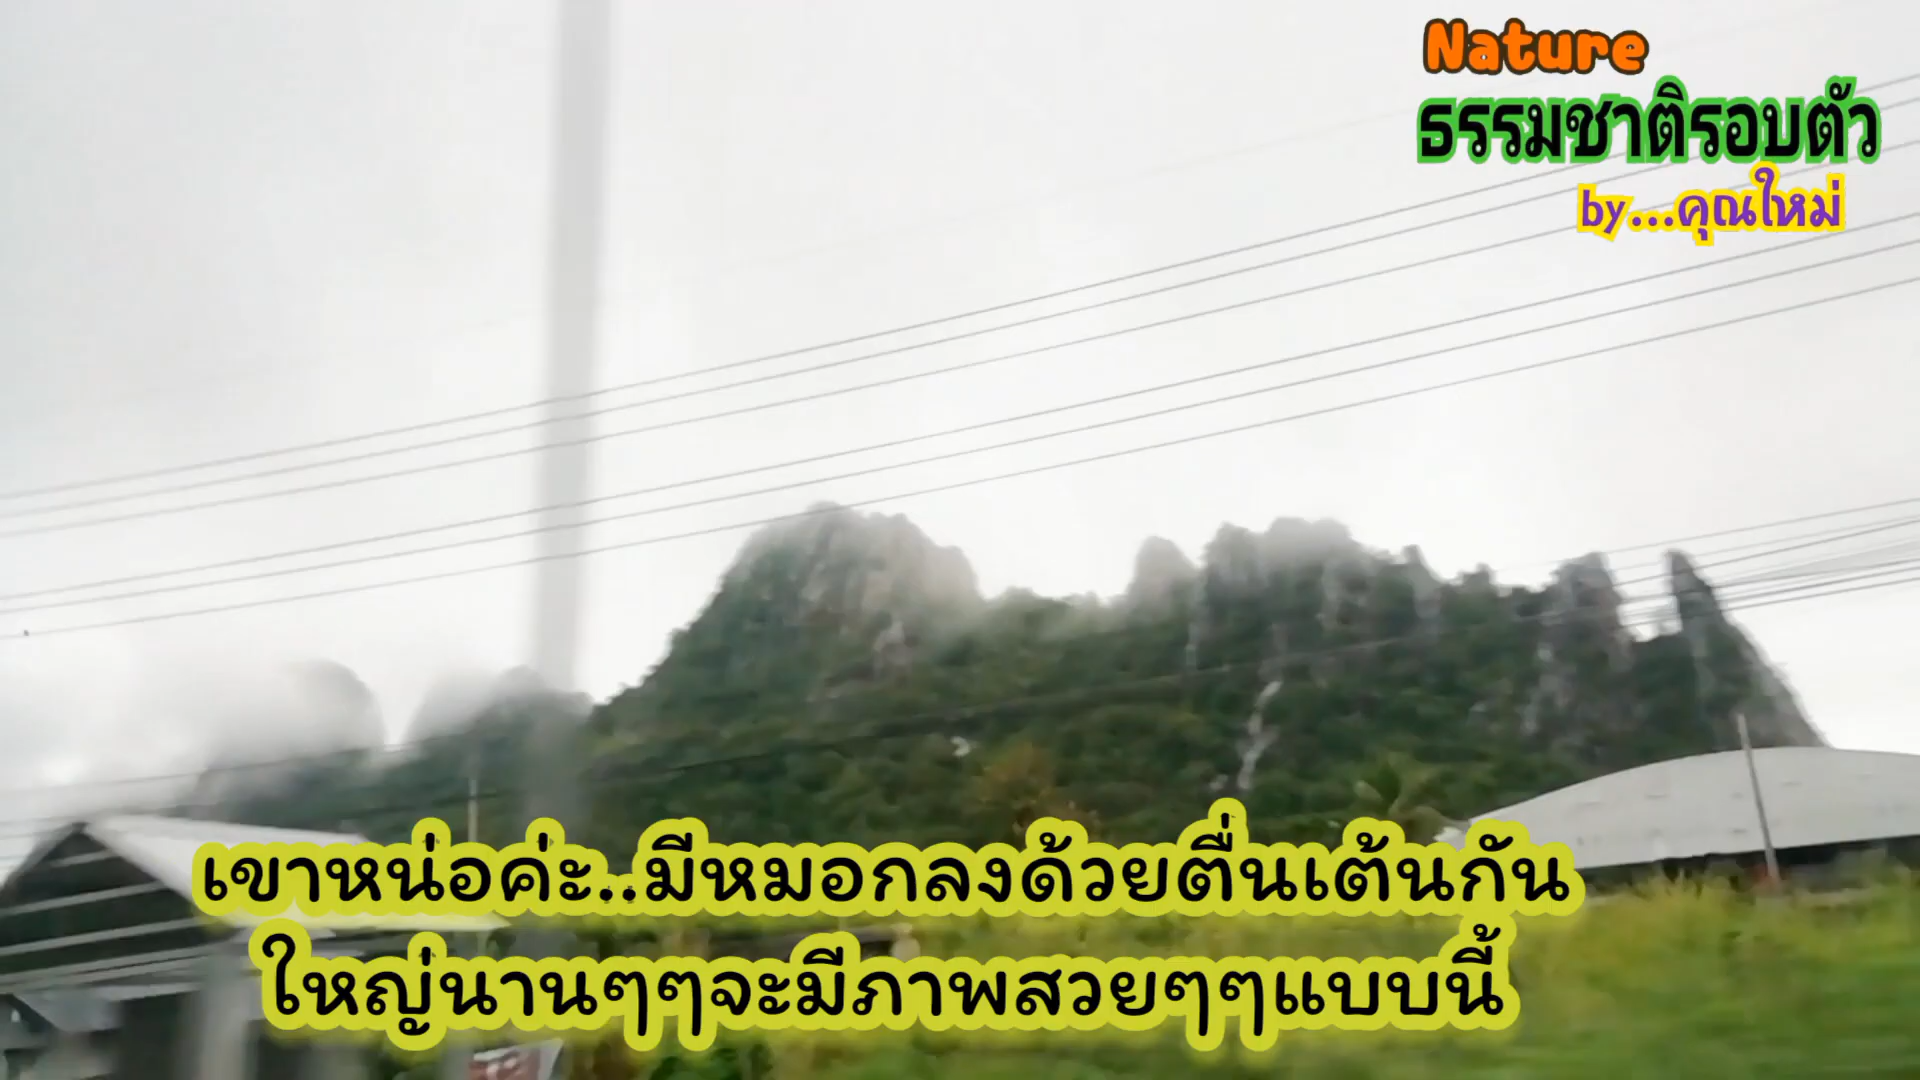 Nature
ธรรมชาติรอบตัว
by...คุณใหม่
เขาหน่อค่ะ..มีหมอกลงด้วยตื่นเต้นกัน
ใหญ่นานๆๆจะมีภาพสวยๆๆแบบนี้